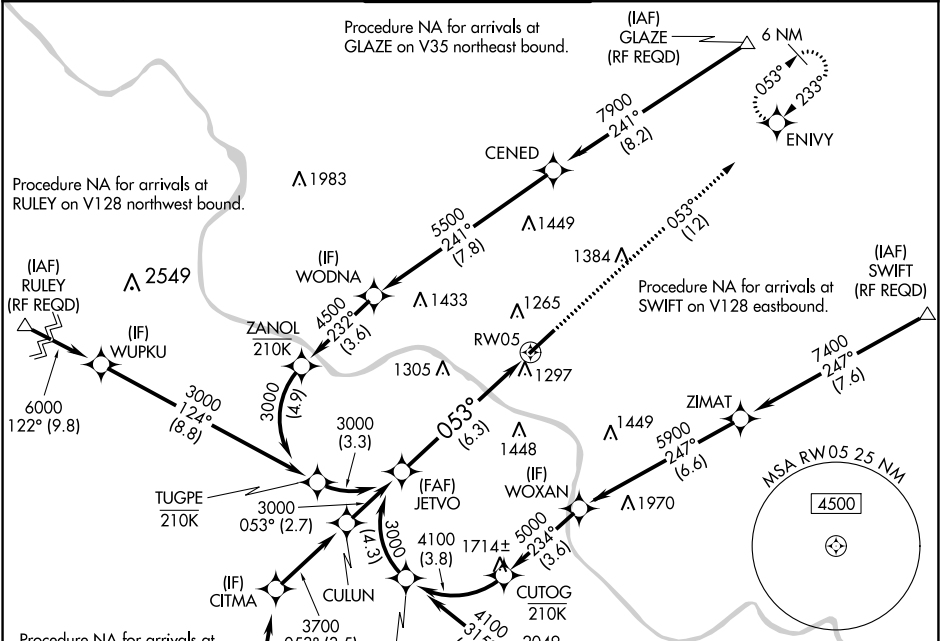 Procedure NA for arrivals at
GLAZE on V35 northeast bound.
(IAF)
GLAZE
(RF REQD)
6 NM
053°
233°
ENIVY
7900
241°
(8.2)
CENED
1983
Procedure NA for arrivals at
RULEY on V128 northwest bound.
5500
241°
(7.8)
1449
053°
(12)
1384
(IAF)
RULEY
(RF REQD)
2549
(IF)
WODNA
1433
1265
Procedure NA for arrivals at
SWIFT on V128 eastbound.
(IAF)
SWIFT
(RF REQD)
(IF)
WUPKU
ZANOL
210K
4500
232°
(3.6)
RW05
1305
1297
7400
247°
(7.6)
6000
122° (9.8)
3000
124°
(8.8)
3000
(4.9)
3000
(3.3)
053°
(6.3)
1448
1449
ZIMAT
5900
247°
(6.6)
TUGPE
210K
(FAF)
JETVO
(IF)
WOXAN
1970
MSA RW05 25 NM
4500
3000
053° (2.7)
3000
(4.3)
4100
(3.8)
1714±
5000
234°
(3.6)
(IF)
CITMA
CULUN
CUTOG
210K
3700
4100
Procedure NA for arrivals at